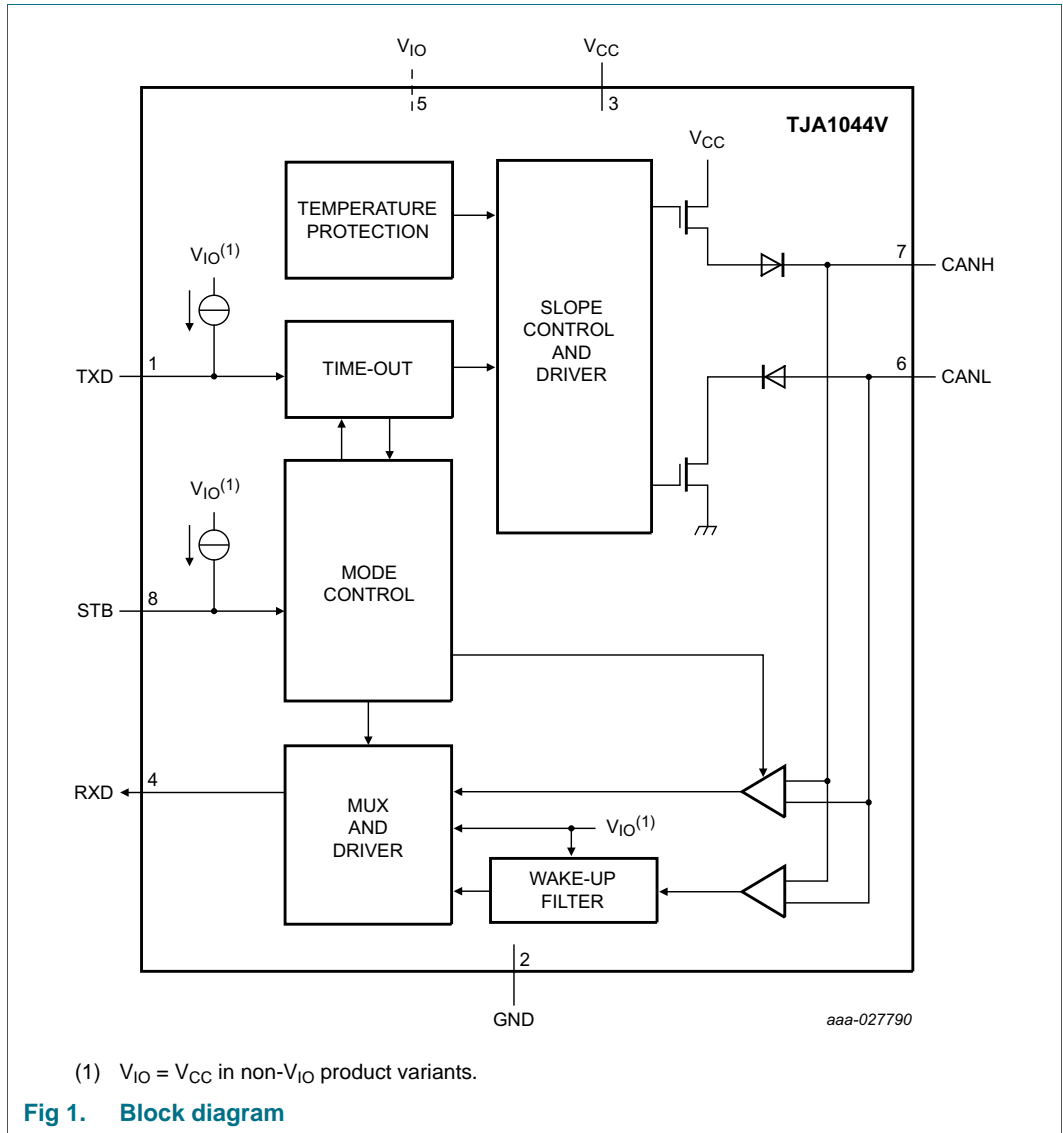 VIO
VCC
5
3
TJA1044V
VCC
TEMPERATURE
PROTECTION
VIO(1)
7
CANH
SLOPE
CONTROL
AND
DRIVER
1
TXD
TIME-OUT
6
CANL
VIO(1)
MODE
CONTROL
8
STB
4
RXD
MUX
AND
DRIVER
VIO(1)
WAKE-UP
FILTER
2
GND
aaa-027790
(1) VIO = VCC in non-VIO product variants.
Fig 1. Block diagram